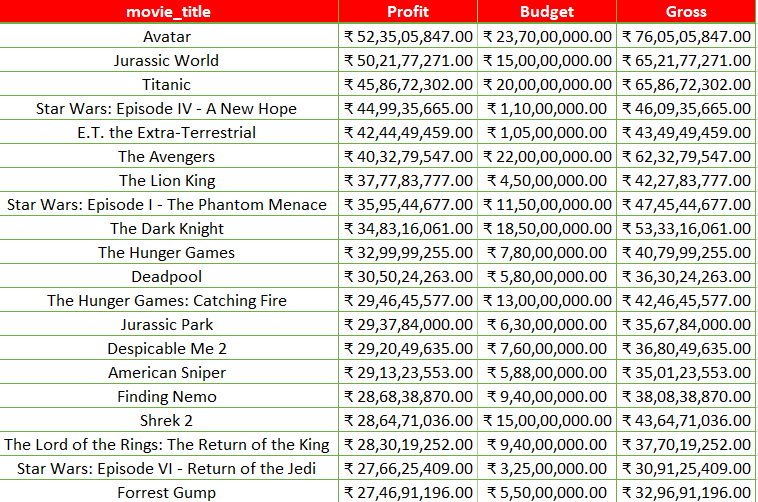 movie_title Profit Budget Gross
Avatar ₹ 52,35,05,847.00 ₹ 23,70,00,000.00 ₹ 76,05,05,847.00
Jurassic World ₹ 50,21,77,271.00 ₹ 15,00,00,000.00 ₹ 65,21,77,271.00
Titanic ₹ 45,86,72,302.00 ₹ 20,00,00,000.00 ₹ 65,86,72,302.00
Star Wars: Episode IV - A New Hope ₹ 44,99,35,665.00 ₹ 1,10,00,000.00 ₹ 46,09,35,665.00
E.T. the Extra-Terrestrial ₹ 42,44,49,459.00 ₹ 1,05,00,000.00 ₹ 43,49,49,459.00
The Avengers ₹ 40,32,79,547.00 ₹ 22,00,00,000.00 ₹ 62,32,79,547.00
The Lion King ₹ 37,77,83,777.00 ₹ 4,50,00,000.00 ₹ 42,27,83,777.00
Star Wars: Episode I - The Phantom Menace ₹ 35,95,44,677.00 ₹ 11,50,00,000.00 ₹ 47,45,44,677.00
The Dark Knight ₹ 34,83,16,061.00 ₹ 18,50,00,000.00 ₹ 53,33,16,061.00
The Hunger Games ₹ 32,99,99,255.00 ₹ 7,80,00,000.00 ₹ 40,79,99,255.00
Deadpool ₹ 30,50,24,263.00 ₹ 5,80,00,000.00 ₹ 36,30,24,263.00
The Hunger Games: Catching Fire ₹ 29,46,45,577.00 ₹ 13,00,00,000.00 ₹ 42,46,45,577.00
Jurassic Park ₹ 29,37,84,000.00 ₹ 6,30,00,000.00 ₹ 35,67,84,000.00
Despicable Me 2 ₹ 29,20,49,635.00 ₹ 7,60,00,000.00 ₹ 36,80,49,635.00
American Sniper ₹ 29,13,23,553.00 ₹ 5,88,00,000.00 ₹ 35,01,23,553.00
Finding Nemo ₹ 28,68,38,870.00 ₹ 9,40,00,000.00 ₹ 38,08,38,870.00
Shrek 2 ₹ 28,64,71,036.00 ₹ 15,00,00,000.00 ₹ 43,64,71,036.00
The Lord of the Rings: The Return of the King ₹ 28,30,19,252.00 ₹ 9,40,00,000.00 ₹ 37,70,19,252.00
Star Wars: Episode VI - Return of the Jedi ₹ 27,66,25,409.00 ₹ 3,25,00,000.00 ₹ 30,91,25,409.00
Forrest Gump ₹ 27,46,91,196.00 ₹ 5,50,00,000.00 ₹ 32,96,91,196.00